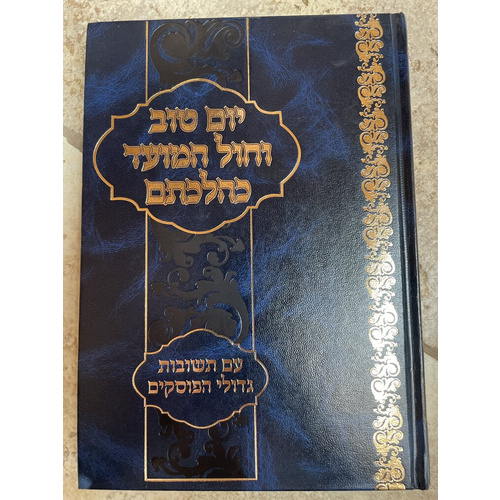 יום טוב
וחול המועד
כהלכתם
עם תשובות
גדולי הפוסקים